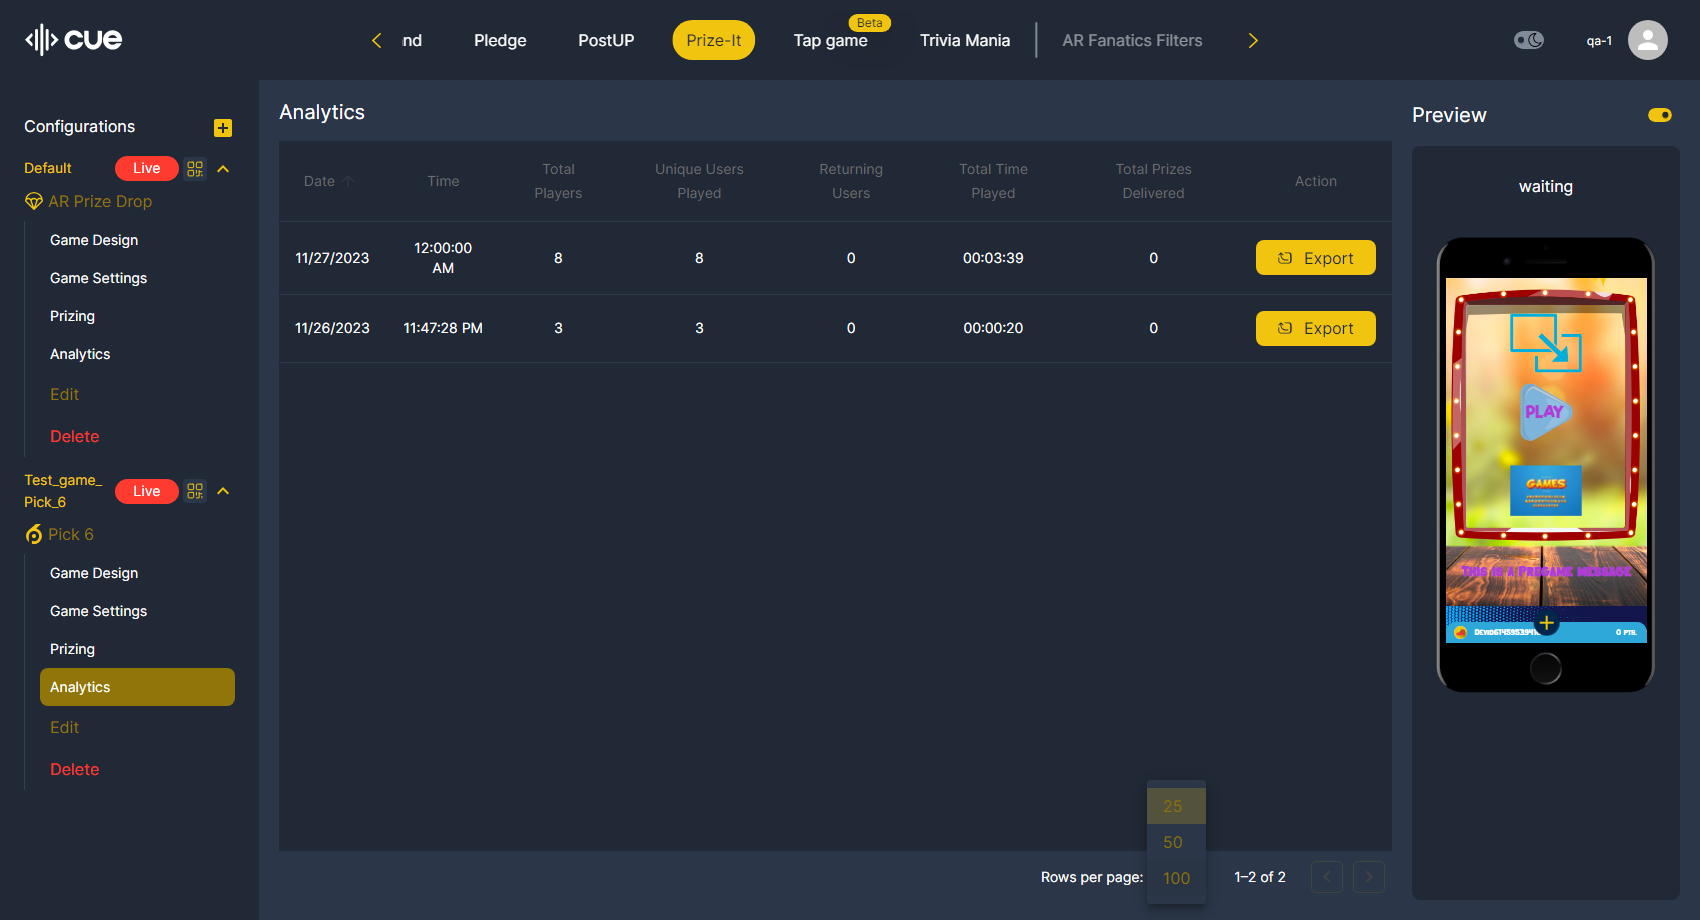 cue
nd
Pledge
PostUP
Prize-It
Beta
Tap game
Trivia Mania
AR Fanatics Filters
qa-1
Configurations
Default
Live
AR Prize Drop
Game Design
Game Settings
Prizing
Analytics
Edit
Delete
Test_game_
Pick_6
Live
Pick 6
Game Design
Game Settings
Prizing
Analytics
Edit
Delete
Analytics
Date
Time
Total
Players
Unique Users
Played
Returning
Users
Total Time
Played
Total Prizes
Delivered
Action
11/27/2023
12:00:00
AM
8
8
0
00:03:39
0
Export
11/26/2023
11:47:28 PM
3
3
0
00:00:20
0
Export
Rows per page:
25
50
100
1–2 of 2
Preview
waiting
PLAY
GAMES
This is a Pregame message
0 pts.